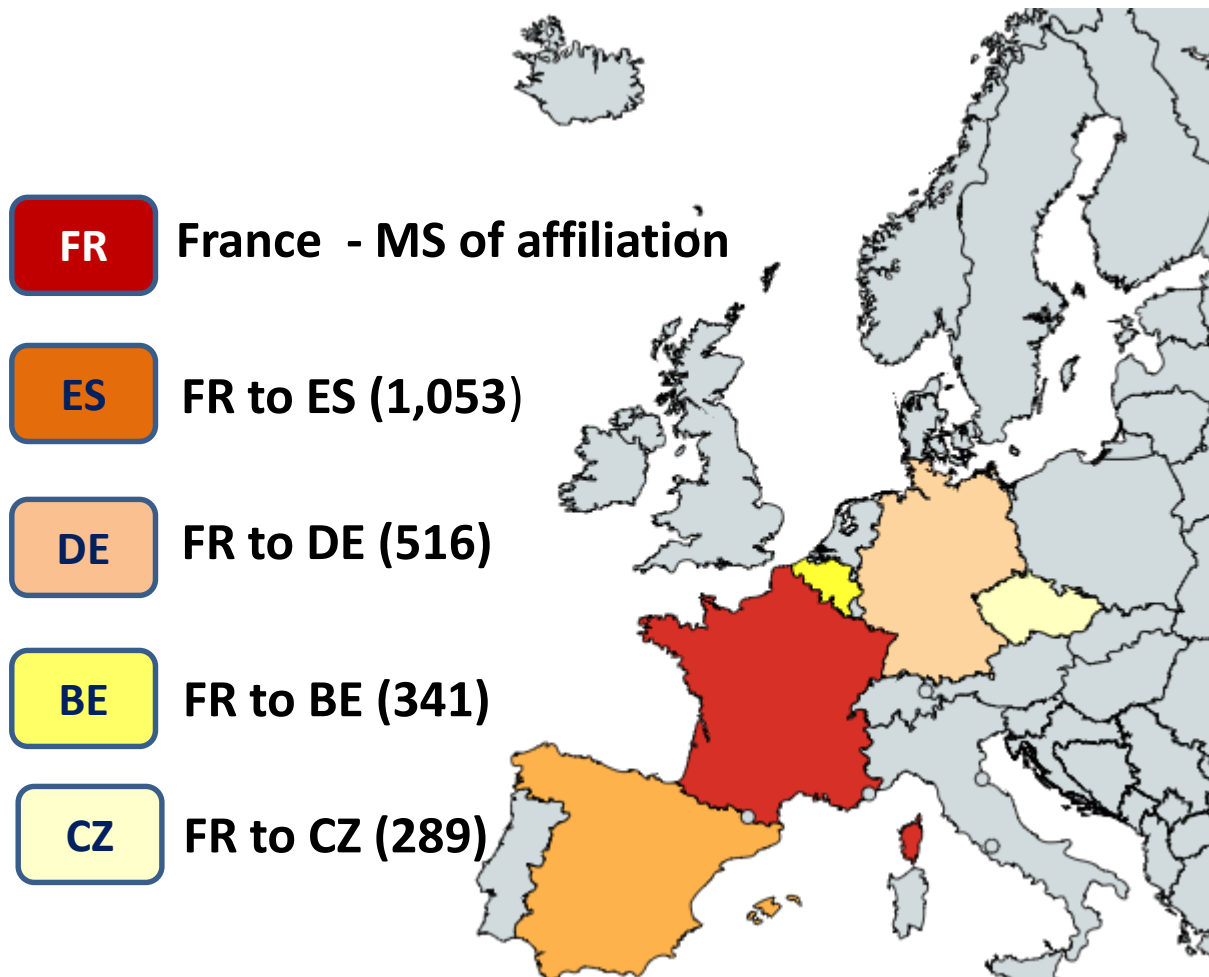 FR France - MS of affiliation
ES FR to ES (1,053)
DE FR to DE (516)
BE FR to BE (341)
CZ FR to CZ (289)